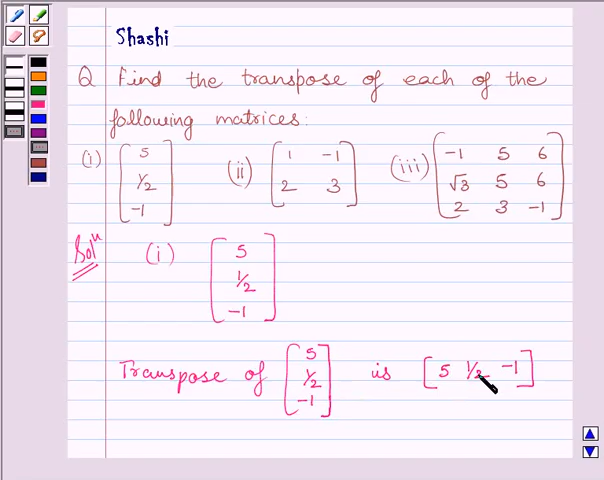 Shashi
Q Find the transpose of each of the
following matrices:
(i) [5 1/2 -1] (ii) [1 -1 2 3] (iii) [-1 5 6 √3 5 6 2 3 -1]
Solⁿ (i) [5 1/2 -1]
Transpose of [5 1/2 -1] is [5 1/2 -1]